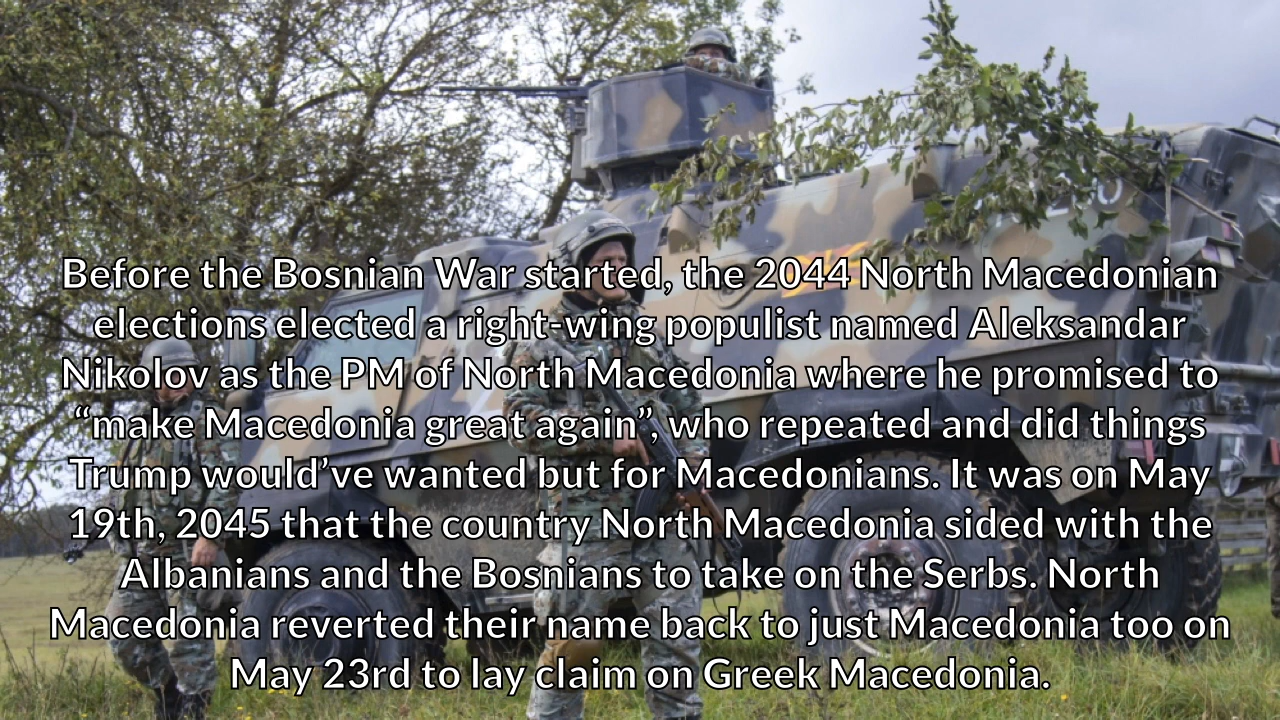 Before the Bosnian War started, the 2044 North Macedonian
elections elected a right-wing populist named Aleksandar
Nikolov as the PM of North Macedonia where he promised to
“make Macedonia great again”, who repeated and did things
Trump would’ve wanted but for Macedonians. It was on May
19th, 2045 that the country North Macedonia sided with the
Albanians and the Bosnians to take on the Serbs. North
Macedonia reverted their name back to just Macedonia too on
May 23rd to lay claim on Greek Macedonia.